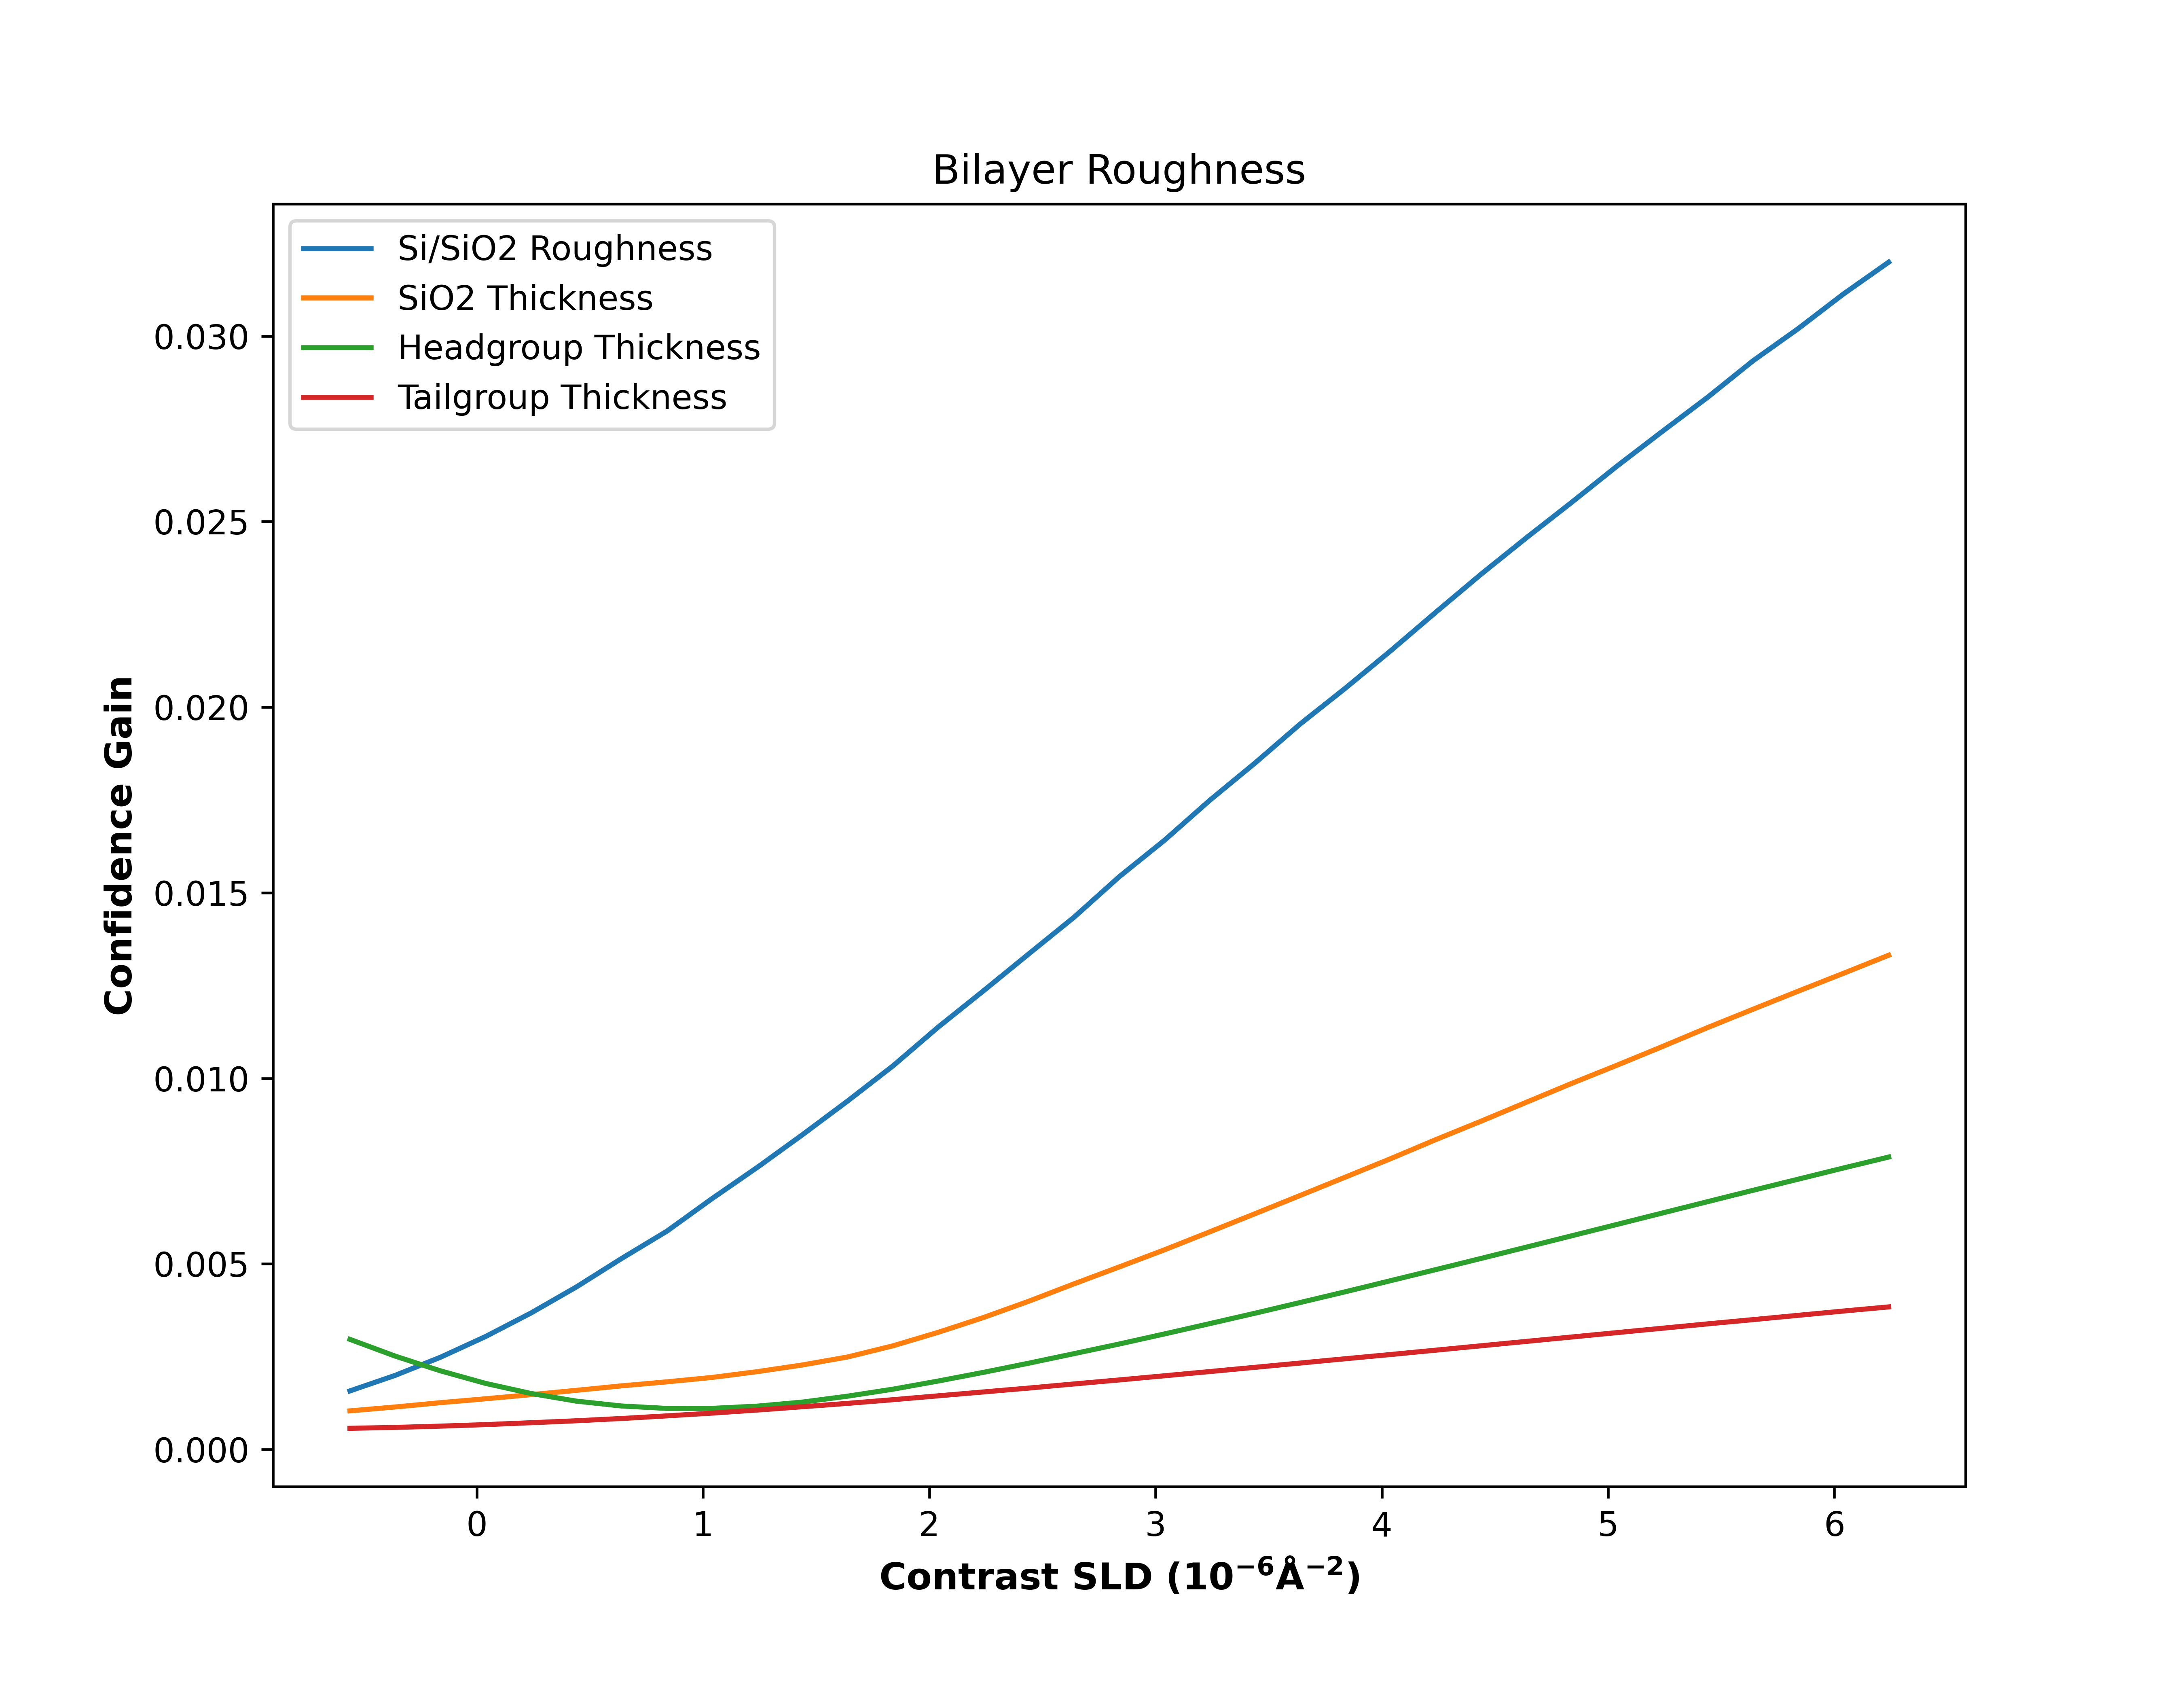 Bilayer Roughness
Si/SiO2 Roughness
SiO2 Thickness
Headgroup Thickness
Tailgroup Thickness
0.030
0.025
0.020
0.015
0.010
0.005
0.000
Confidence Gain
0 1 2 3 4 5 6
Contrast SLD (10⁻⁶Å⁻²)